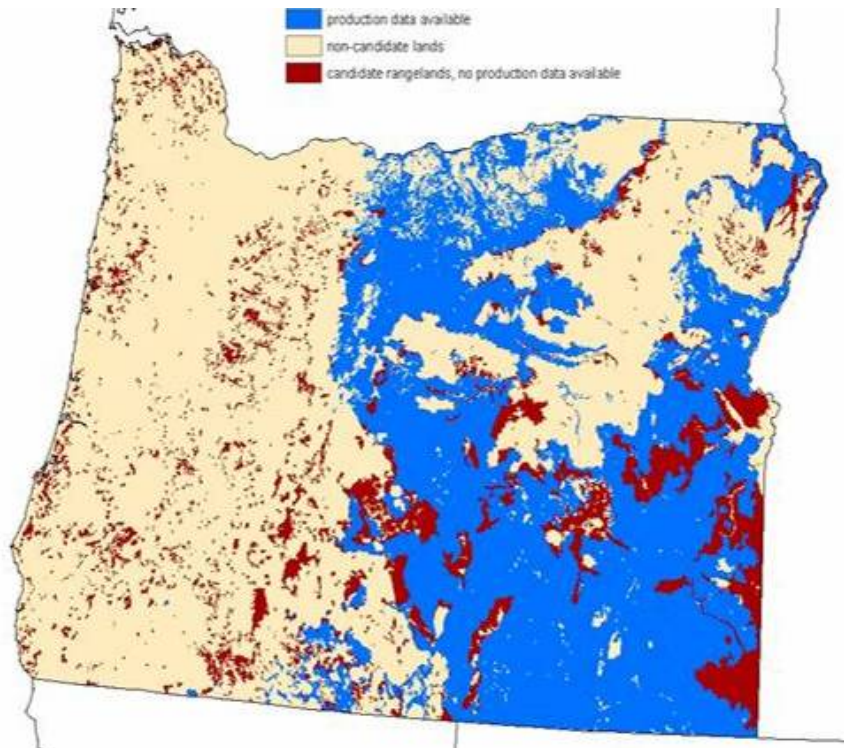 production data available
non-candidate lands
candidate rangelands, no production data available